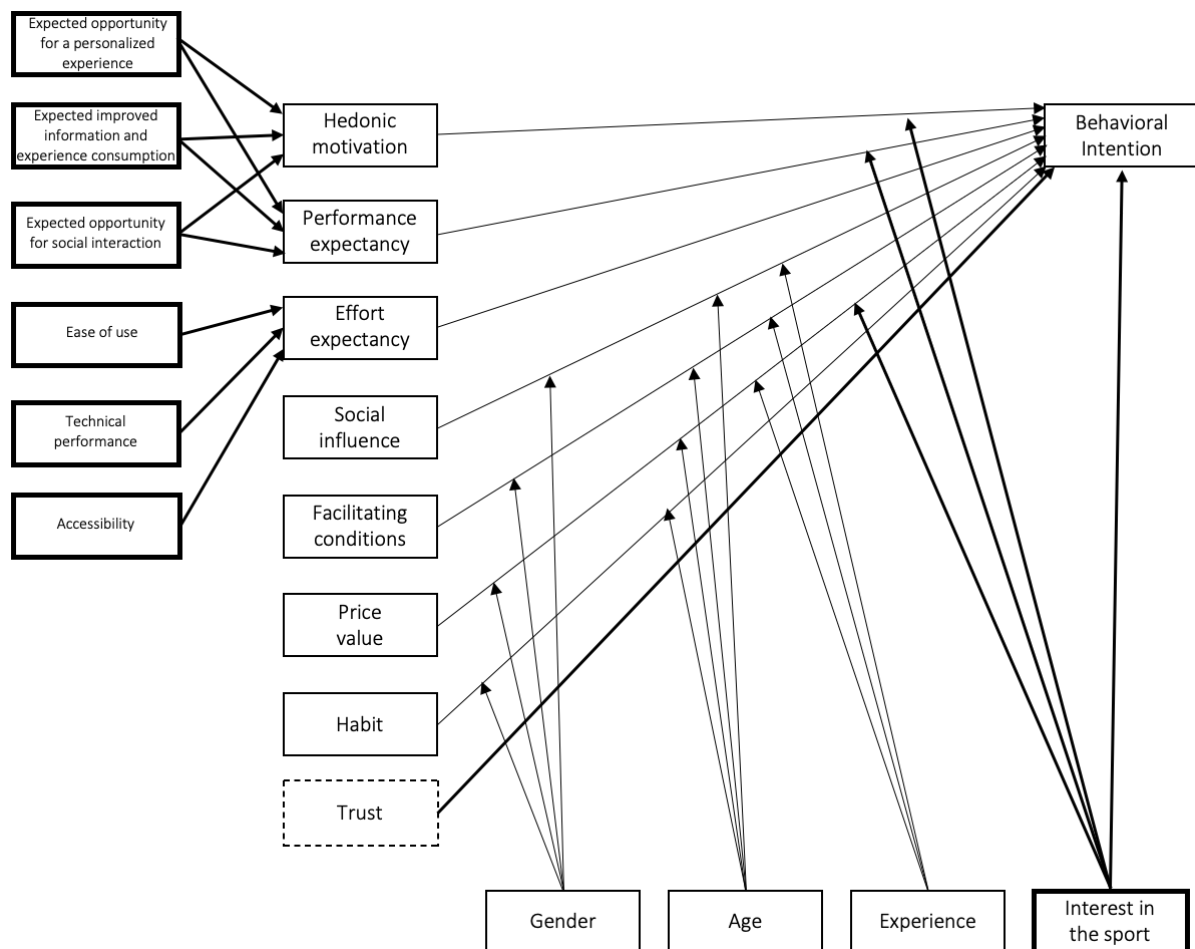 Expected opportunity
for a personalized
experience
Expected improved
information and
experience consumption
Expected opportunity
for social interaction
Ease of use
Technical
performance
Accessibility
Hedonic
motivation
Performance
expectancy
Effort
expectancy
Social
influence
Facilitating
conditions
Price
value
Habit
Trust
Behavioral
Intention
Gender
Age
Experience
Interest in
the sport